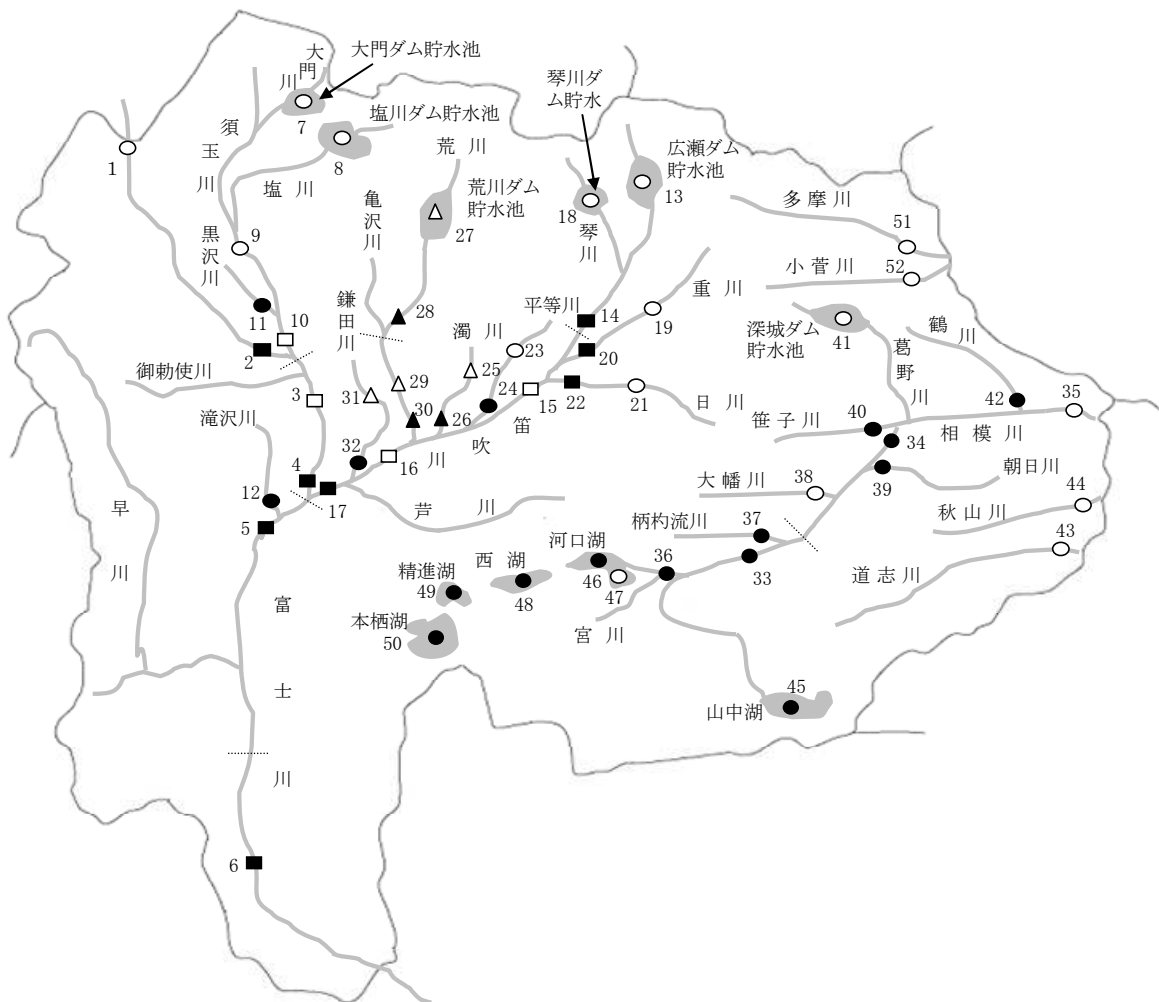 大門ダム貯水池
大門川
7
塩川ダム貯水池
8
須玉川
塩川
1
9
黒沢川
11
10
2
御勅使川
3
滝沢川
4
12
5
17
早川
富士川
6
荒川
荒川ダム
貯水池
27
亀沢川
28
鎌田川
31
29
30
32
16
濁川
25
26
23
24
笛吹川
15
芦川
琴川ダ
ム貯水
18
琴川
広瀬ダム
貯水池
13
平等川
14
重川
19
20
22
21
日川
多摩川
51
小菅川
52
深城ダム
貯水池
41
葛野川
鶴川
42
35
笹子川
40
34
相模川
39
朝日川
大幡川
38
秋山川
44
43
道志川
柄杓流川
37
33
36
河口湖
46
47
西湖
48
精進湖
49
本栖湖
50
宮川
45
山中湖